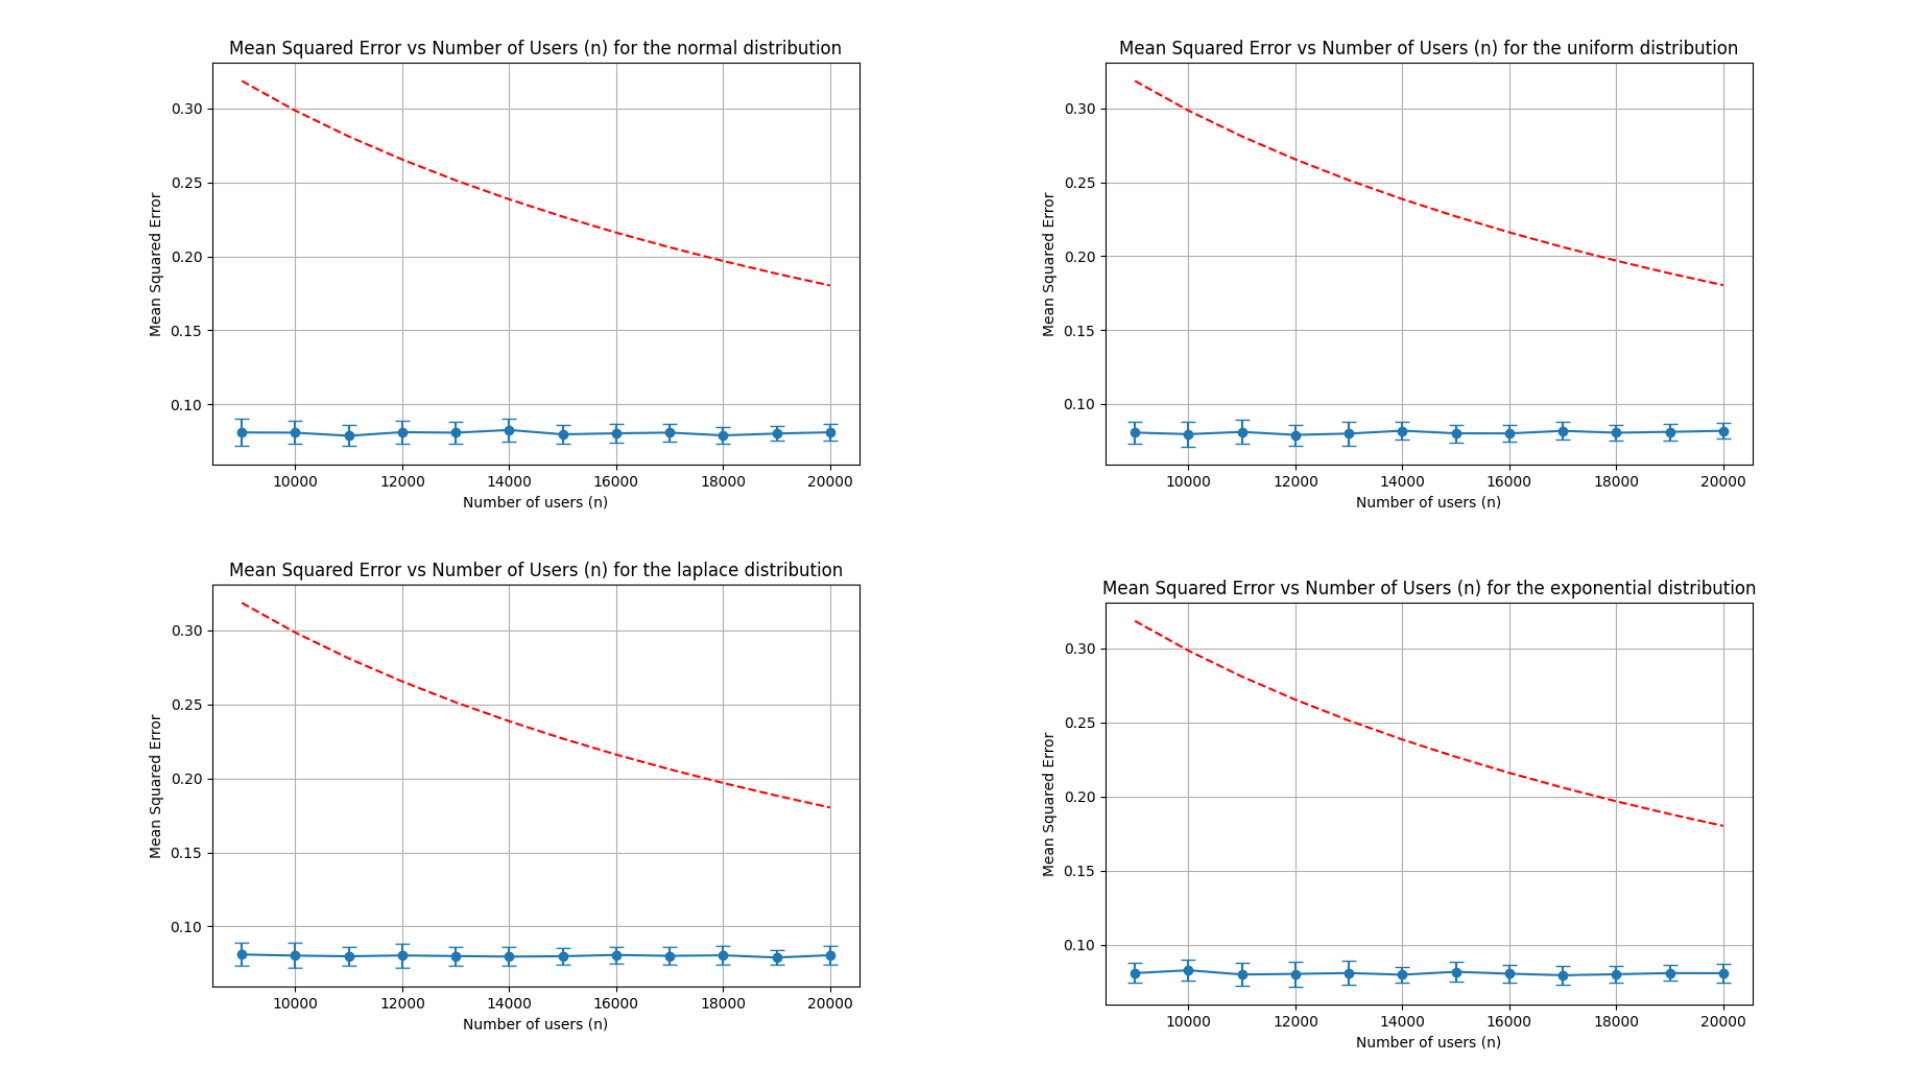 Mean Squared Error vs Number of Users (n) for the normal distribution
0.30
0.25
0.20
0.15
0.10
Mean Squared Error
10000 12000 14000 16000 18000 20000
Number of users (n)
Mean Squared Error vs Number of Users (n) for the uniform distribution
0.30
0.25
0.20
0.15
0.10
Mean Squared Error
10000 12000 14000 16000 18000 20000
Number of users (n)
Mean Squared Error vs Number of Users (n) for the laplace distribution
0.30
0.25
0.20
0.15
0.10
Mean Squared Error
10000 12000 14000 16000 18000 20000
Number of users (n)
Mean Squared Error vs Number of Users (n) for the exponential distribution
0.30
0.25
0.20
0.15
0.10
Mean Squared Error
10000 12000 14000 16000 18000 20000
Number of users (n)